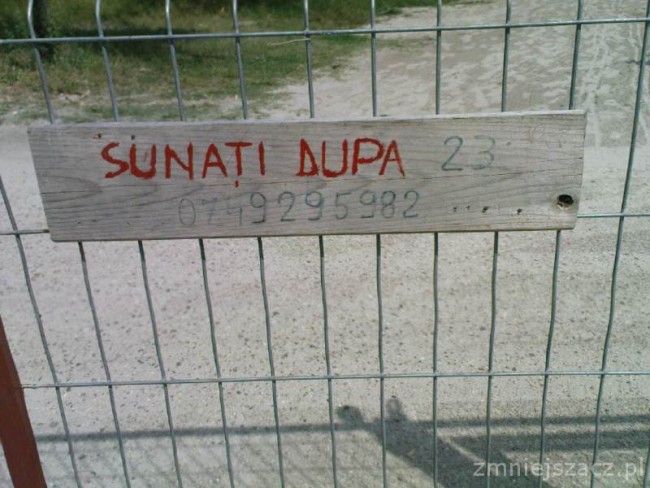 SUNAȚI DUPA 23
0749295982
zmniejszacz.pl